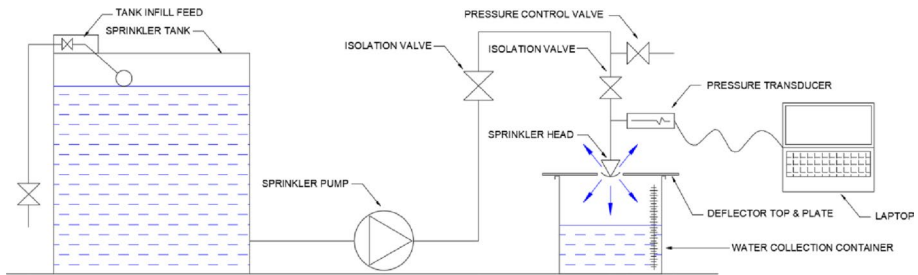 TANK INFILL FEED
SPRINKLER TANK
PRESSURE CONTROL VALVE
ISOLATION VALVE
ISOLATION VALVE
PRESSURE TRANSDUCER
SPRINKLER HEAD
SPRINKLER PUMP
DEFLECTOR TOP & PLATE
LAPTOP
WATER COLLECTION CONTAINER